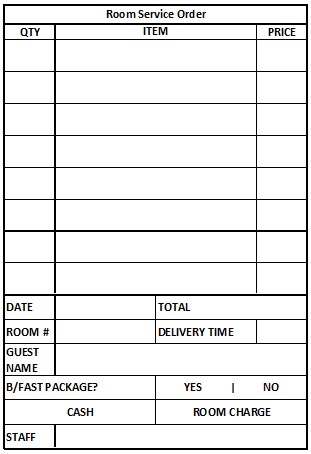 Room Service Order
QTY ITEM PRICE
DATE TOTAL
ROOM # DELIVERY TIME
GUEST
NAME
B/FAST PACKAGE? YES | NO
CASH ROOM CHARGE
STAFF